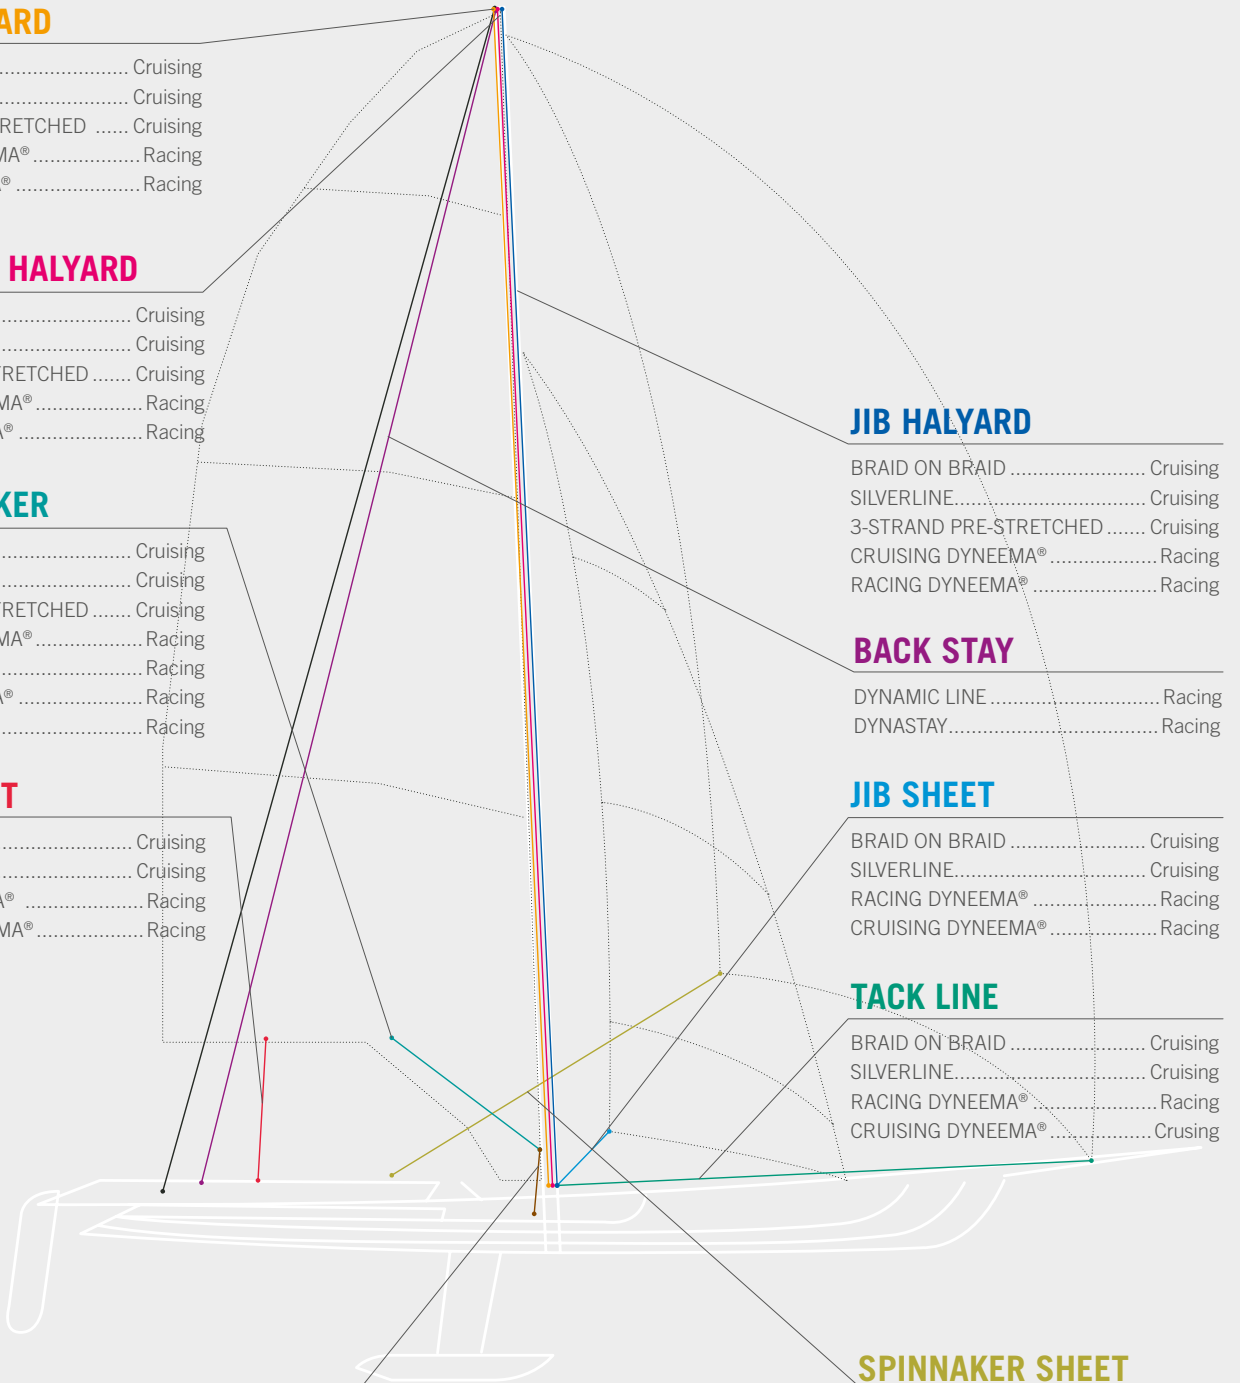 ARD
...................... Cruising
...................... Cruising
RETCHED ...... Cruising
MA® ................... Racing
A® ...................... Racing
HALYARD
...................... Cruising
...................... Cruising
TRETCHED ....... Cruising
MA® ................... Racing
A® ...................... Racing
KER
...................... Cruising
...................... Cruising
TRETCHED ....... Cruising
MA® ................... Racing
...................... Racing
A® ...................... Racing
...................... Racing
T
...................... Cruising
...................... Cruising
A® ..................... Racing
MA® ................... Racing
JIB HALYARD
BRAID ON BRAID ........................ Cruising
SILVERLINE.................................. Cruising
3-STRAND PRE-STRETCHED ....... Cruising
CRUISING DYNEEMA® ................... Racing
RACING DYNEEMA® ...................... Racing
BACK STAY
DYNAMIC LINE .............................. Racing
DYNASTAY..................................... Racing
JIB SHEET
BRAID ON BRAID ........................ Cruising
SILVERLINE.................................. Cruising
RACING DYNEEMA® ...................... Racing
CRUISING DYNEEMA® ................... Racing
TACK LINE
BRAID ON BRAID ........................ Cruising
SILVERLINE.................................. Cruising
RACING DYNEEMA® ...................... Racing
CRUISING DYNEEMA® .................. Crusing
SPINNAKER SHEET